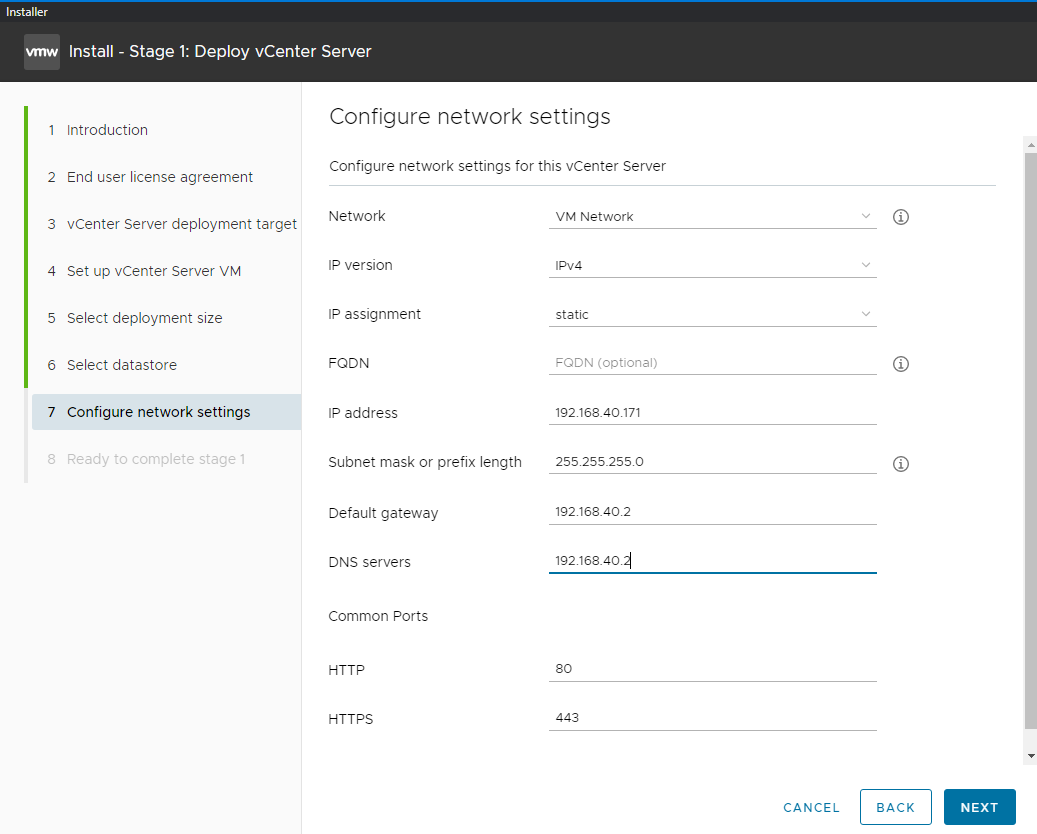 Installer
vmw Install - Stage 1: Deploy vCenter Server
1 Introduction
2 End user license agreement
3 vCenter Server deployment target
4 Set up vCenter Server VM
5 Select deployment size
6 Select datastore
7 Configure network settings
8 Ready to complete stage 1
Configure network settings
Configure network settings for this vCenter Server
Network VM Network
IP version IPv4
IP assignment static
FQDN FQDN (optional)
IP address 192.168.40.171
Subnet mask or prefix length 255.255.255.0
Default gateway 192.168.40.2
DNS servers 192.168.40.2
Common Ports
HTTP 80
HTTPS 443
CANCEL BACK NEXT